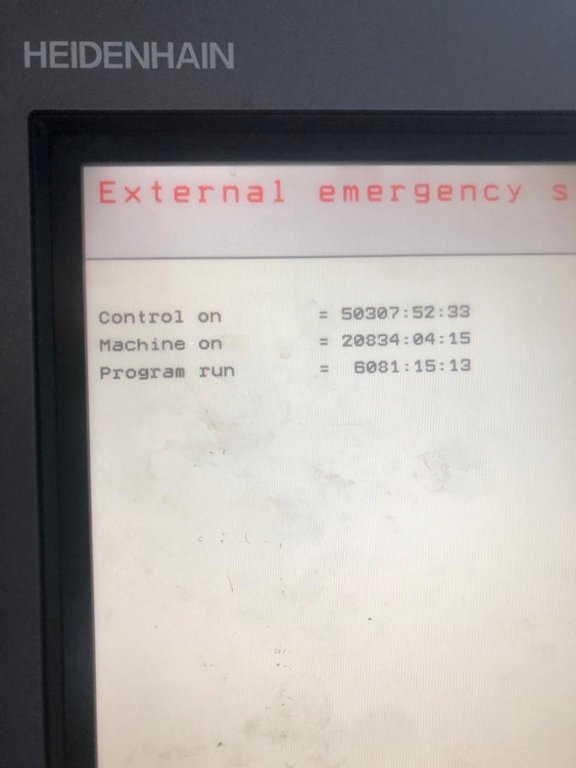 HEIDENHAIN
External emergency s
Control on = 50307:52:33
Machine on = 20834:04:15
Program run = 6081:15:13